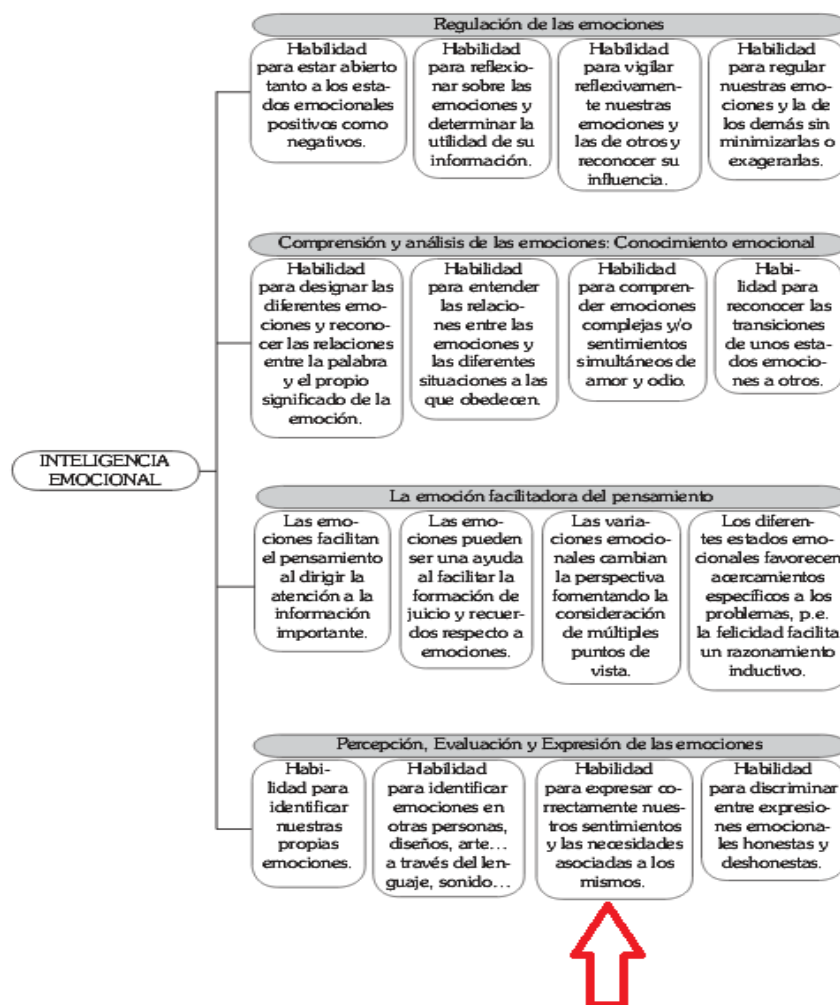 Regulación de las emociones
Habilidad
para estar abierto
tanto a los esta-
dos emocionales
positivos como
negativos.
Habilidad
para reflexio-
nar sobre las
emociones y
determinar la
utilidad de su
información.
Habilidad
para vigilar
reflexivamen-
te nuestras
emociones y
las de otros y
reconocer su
influencia.
Habilidad
para regular
nuestras emo-
ciones y la de
los demás sin
minimizarlas o
exagerarlas.
Comprensión y análisis de las emociones: Conocimiento emocional
Habilidad
para designar las
diferentes emo-
ciones y recono-
cer las relaciones
entre la palabra
y el propio
significado de la
emoción.
Habilidad
para entender
las relacio-
nes entre las
emociones y
las diferentes
situaciones a las
que obedecen.
Habilidad
para compren-
der emociones
complejas y/o
sentimientos
simultáneos de
amor y odio.
Habi-
lidad para
reconocer las
transiciones
de unos est-
ados emocio-
nes a otros.
INTELIGENCIA
EMOCIONAL
La emoción facilitadora del pensamiento
Las emo-
ciones facilitan
el pensamiento
al dirigir la
atención a la
información
importante.
Las emo-
ciones pueden
ser una ayuda
al facilitar la
formación de
juicio y recuer-
dos respecto a
emociones.
Las varia-
ciones emocio-
nales cambian
la perspectiva
fomentando la
consideración
de múltiples
puntos de
vista.
Los diferen-
tes estados emo-
cionales favorecen
acercamientos
específicos a los
problemas, p.e.
la felicidad facilita
un razonamiento
inductivo.
Percepción, Evaluación y Expresión de las emociones
Habi-
lidad para
identificar
nuestras
propias
emociones.
Habilidad
para identificar
emociones en
otras personas,
diseños, arte...
a través del len-
guaje, sonido...
Habilidad
para expresar co-
rrectamente nues-
tros sentimientos
y las necesidades
asociadas a los
mismos.
Habilidad
para discriminar
entre expresio-
nes emociona-
les honestas y
deshonestas.